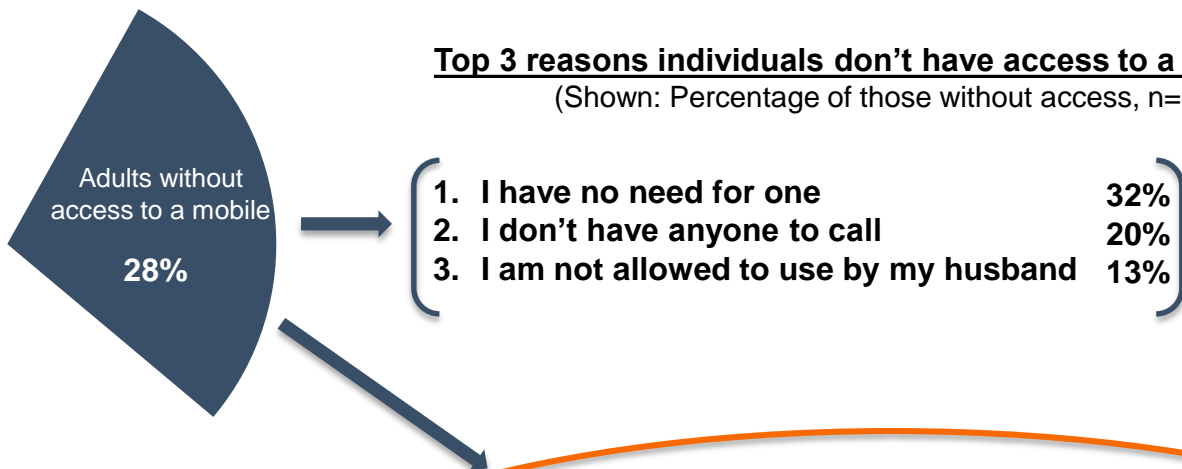 Top 3 reasons individuals don’t have access to a
(Shown: Percentage of those without access, n=
Adults without
access to a mobile
28%
1. I have no need for one 32%
2. I don’t have anyone to call 20%
3. I am not allowed to use by my husband 13%